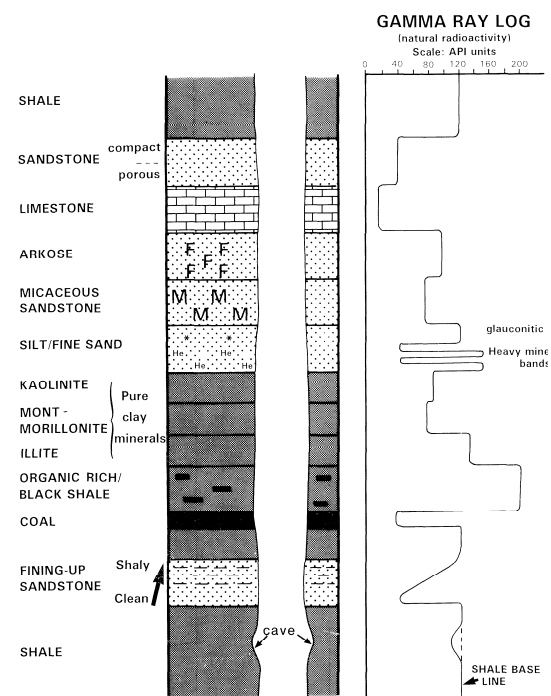 GAMMA RAY LOG
(natural radioactivity)
Scale: API units
0 40 80 120 160 200
SHALE
SANDSTONE compact
porous
LIMESTONE
ARKOSE
F F
F
F F
MICACEOUS
SANDSTONE
M M
M M
glauconitic
SILT/FINE SAND
* *
He
He He
Heavy mine
bands
KAOLINITE
MONT-
MORILLONITE
ILLITE
Pure
clay
minerals
ORGANIC RICH/
BLACK SHALE
COAL
FINING-UP
SANDSTONE
Shaly
Clean
cave
SHALE
SHALE BASE
LINE